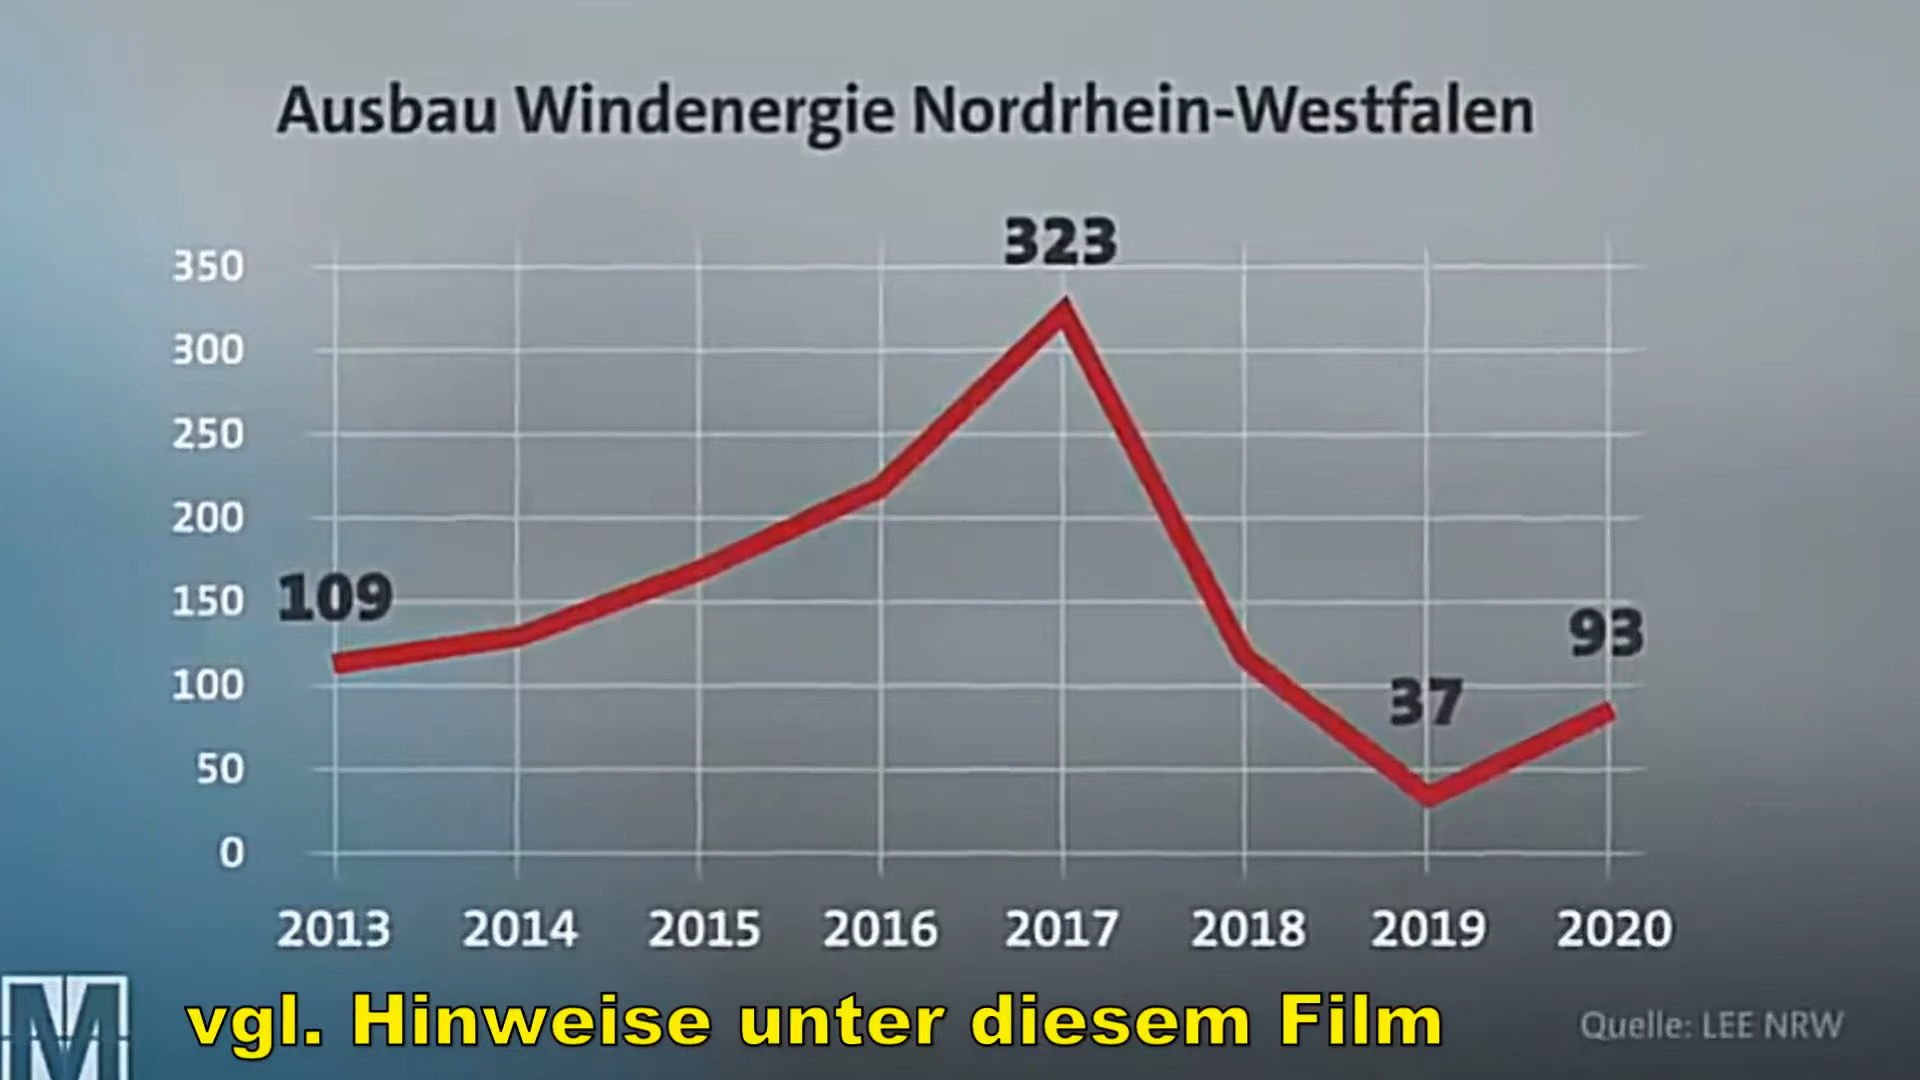 Ausbau Windenergie Nordrhein-Westfalen
323
350
300
250
200
109
150
93
100
37
50
0
2013 2014 2015 2016 2017 2018 2019 2020
M
vgl. Hinweise unter diesem Film
Quelle: LEE NRW